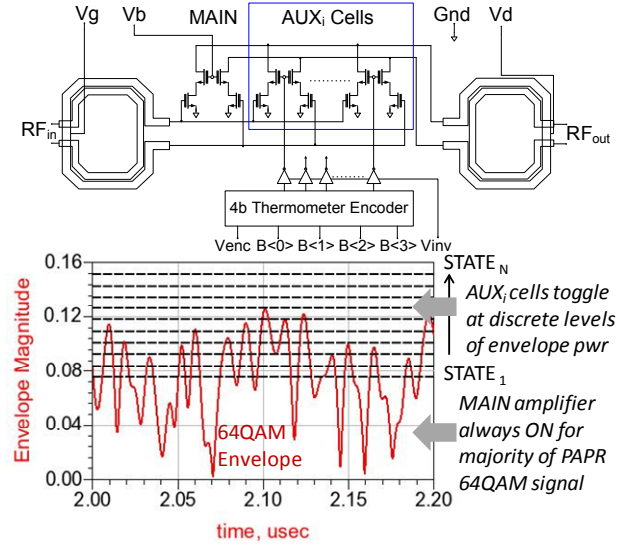 Vg Vb MAIN AUXi Cells Gnd Vd
RFin
RFout
4b Thermometer Encoder
Venc B<0> B<1> B<2> B<3> Vinv
Envelope Magnitude
0.16
0.12
0.08
0.04
0.00
2.00 2.05 2.10 2.15 2.20
time, usec
64QAM
Envelope
STATE N
AUXi cells toggle
at discrete levels
of envelope pwr
STATE 1
MAIN amplifier
always ON for
majority of PAPR
64QAM signal